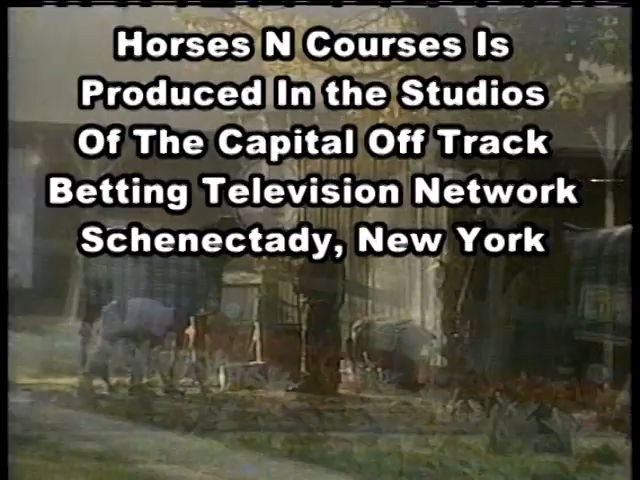 Horses N Courses Is
Produced In the Studios
Of The Capital Off Track
Betting Television Network
Schenectady, New York